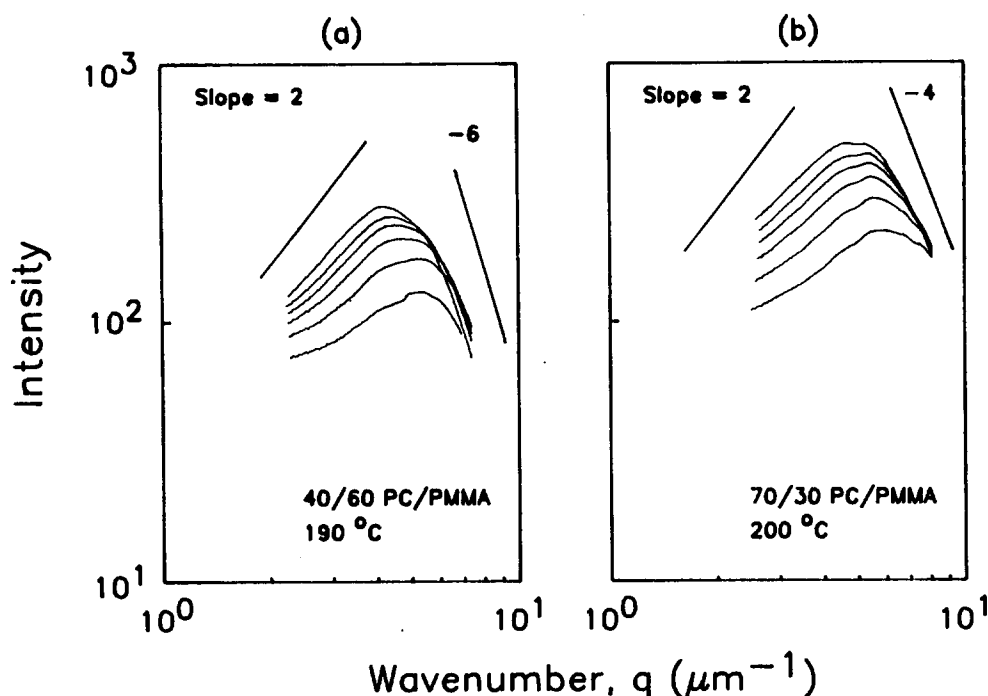 (a)
(b)
Slope = 2
−6
Slope = 2
−4
10³
10²
10¹
Intensity
40/60 PC/PMMA
190 °C
70/30 PC/PMMA
200 °C
10⁰
10¹
10⁰
10¹
Wavenumber, q (μm⁻¹)